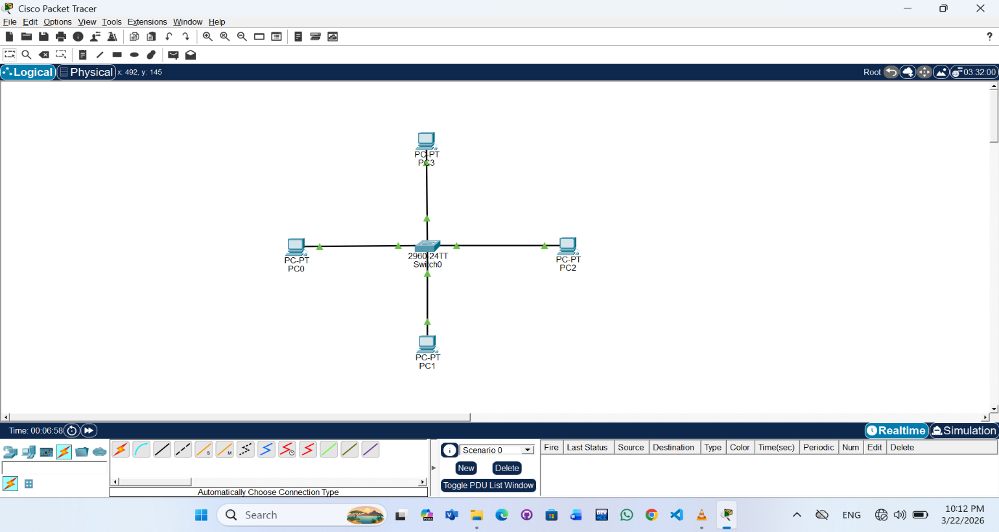 Cisco Packet Tracer
File Edit Options View Tools Extensions Window Help
?
Logical Physical x: 492, y: 145 Root 03:32:00
PC-PT
PC3
PC-PT
PC0
2960-24TT
Switch0
PC-PT
PC2
PC-PT
PC1
Time: 00:06:58 Realtime Simulation
S M
Automatically Choose Connection Type
Scenario 0
New Delete
Toggle PDU List Window
Fire Last Status Source Destination Type Color Time(sec) Periodic Num Edit Delete
Search
M365
DEV
ENG
10:12 PM
3/22/2026